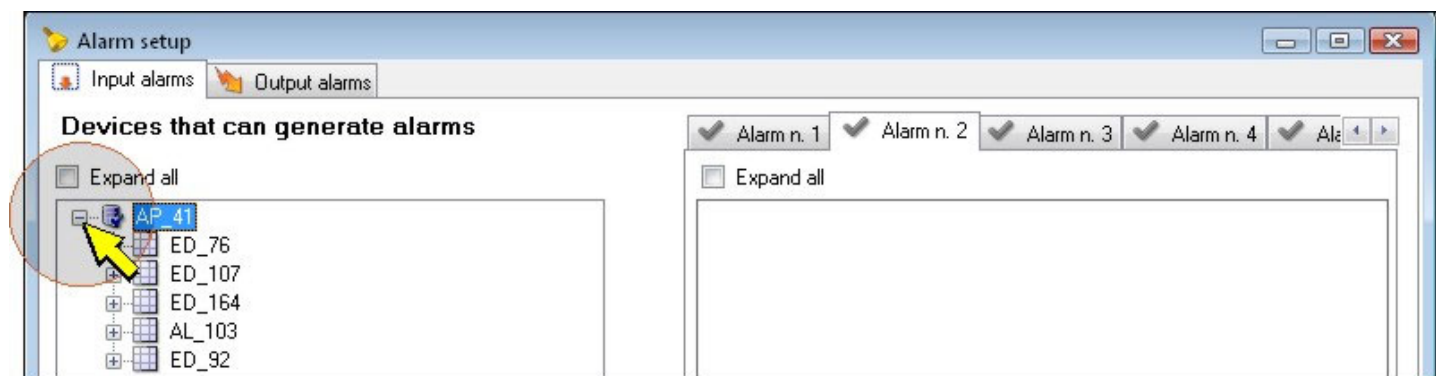 Alarm setup
Input alarms Output alarms
Devices that can generate alarms
Alarm n. 1 Alarm n. 2 Alarm n. 3 Alarm n. 4 Ala
Expand all Expand all
AP_41
ED_76
ED_107
ED_164
AL_103
ED_92